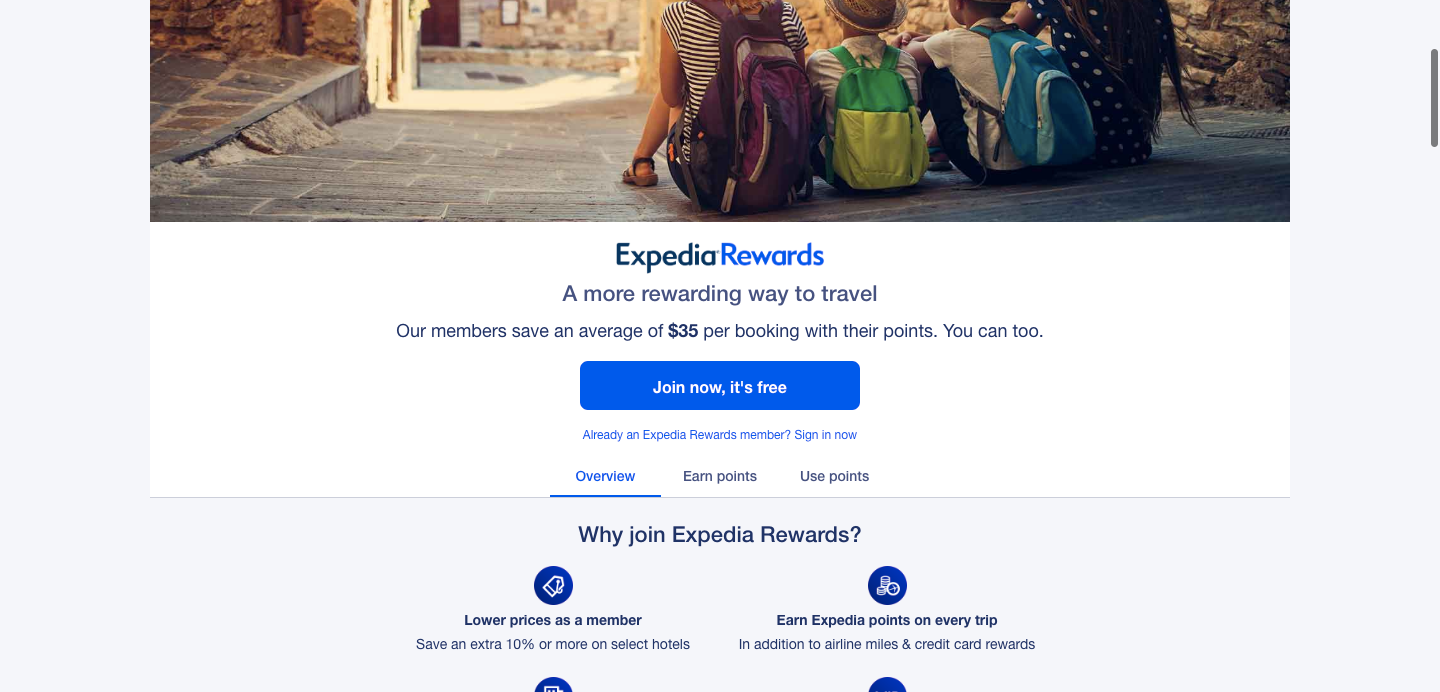 Expedia® Rewards
A more rewarding way to travel
Our members save an average of $35 per booking with their points. You can too.
Join now, it's free
Already an Expedia Rewards member? Sign in now
Overview Earn points Use points
Why join Expedia Rewards?
Lower prices as a member
Save an extra 10% or more on select hotels
Earn Expedia points on every trip
In addition to airline miles & credit card rewards